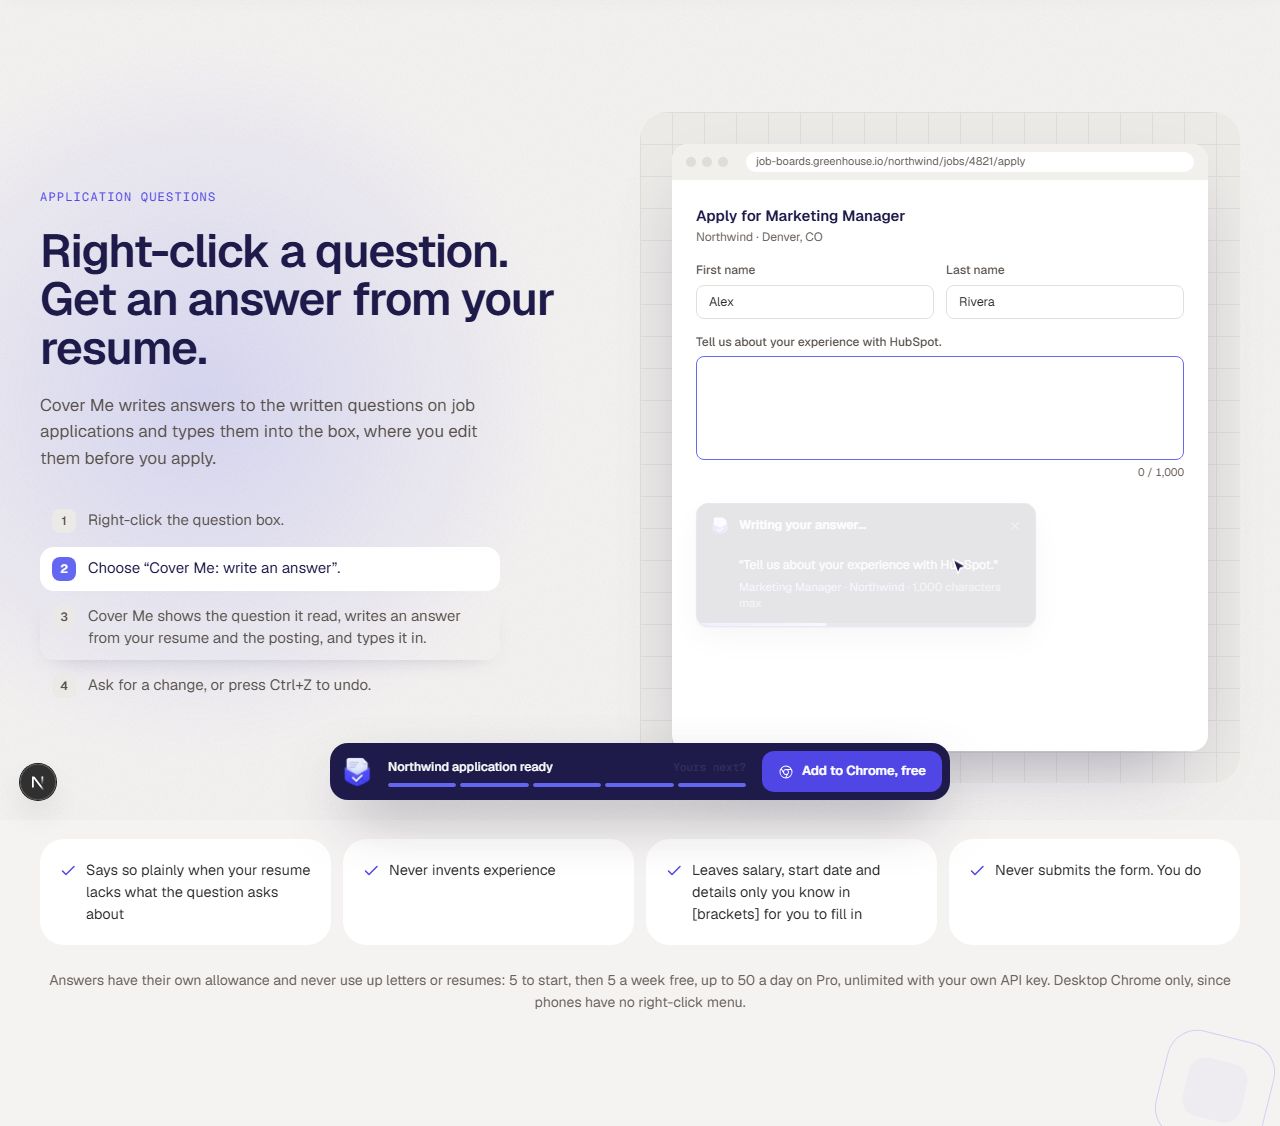 job-boards.greenhouse.io/northwind/jobs/4821/apply
APPLICATION QUESTIONS
Right-click a question.
Get an answer from your
resume.
Cover Me writes answers to the written questions on job
applications and types them into the box, where you edit
them before you apply.
1 Right-click the question box.
2 Choose “Cover Me: write an answer”.
3 Cover Me shows the question it read, writes an answer
from your resume and the posting, and types it in.
4 Ask for a change, or press Ctrl+Z to undo.
Apply for Marketing Manager
Northwind · Denver, CO
First name
Last name
Alex
Rivera
Tell us about your experience with HubSpot.
0 / 1,000
Writing your answer...
“Tell us about your experience with HubSpot.”
Marketing Manager · Northwind · 1,000 characters
max
N
Northwind application ready
Yours next?
Add to Chrome, free
Says so plainly when your resume
lacks what the question asks
about
Never invents experience
Leaves salary, start date and
details only you know in
[brackets] for you to fill in
Never submits the form. You do
Answers have their own allowance and never use up letters or resumes: 5 to start, then 5 a week free, up to 50 a day on Pro, unlimited with your own API key. Desktop Chrome only, since
phones have no right-click menu.